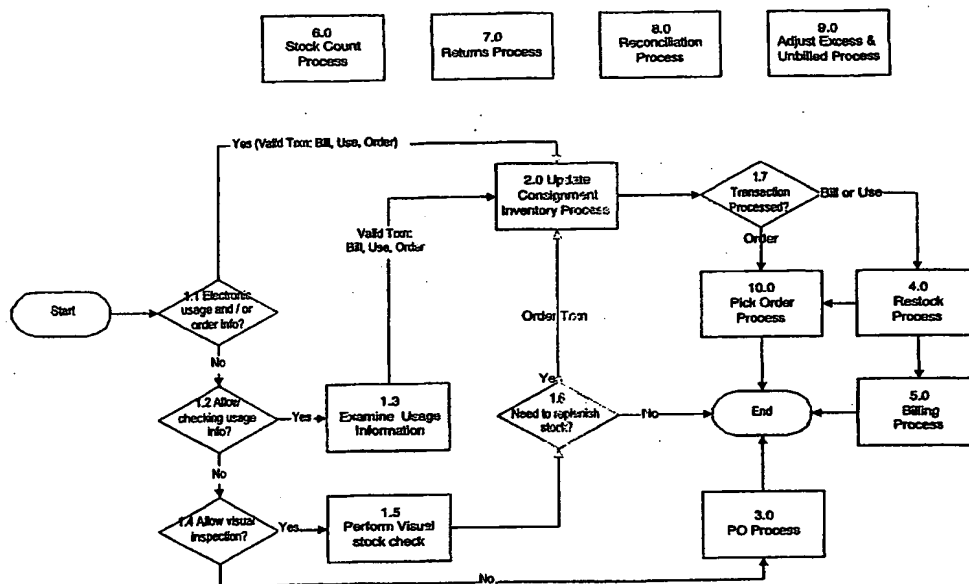 6.0
Stock Count
Process
7.0
Returns Process
8.0
Reconciliation
Process
9.0
Adjust Excess &
Unbilled Process
Yes (Valid Txn: Bill, Use, Order)
2.0 Update
Consignment
Inventory Process
1.7
Transaction
Processed?
Bill or Use
Order
Valid Txn:
Bill, Use, Order
Start
1.1 Electronic
usage and / or
order info?
Order Txn
10.0
Pick Order
Process
4.0
Restock
Process
No
1.2 Allow
checking usage
info?
Yes
1.3
Examine Usage
Information
Yes
1.6
Need to replenish
stock?
No
End
5.0
Billing
Process
No
1.4 Allow visual
inspection?
Yes
1.5
Perform Visual
stock check
3.0
PO Process
No